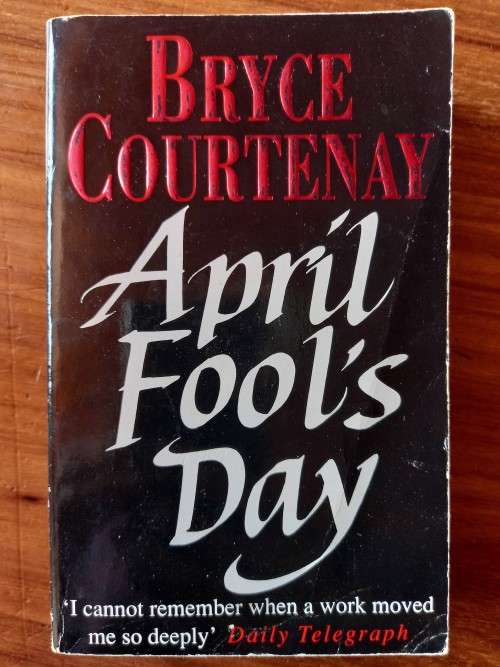 BRYCE
COURTENAY
April
Fool's
Day
'I cannot remember when a work moved
me so deeply' Daily Telegraph